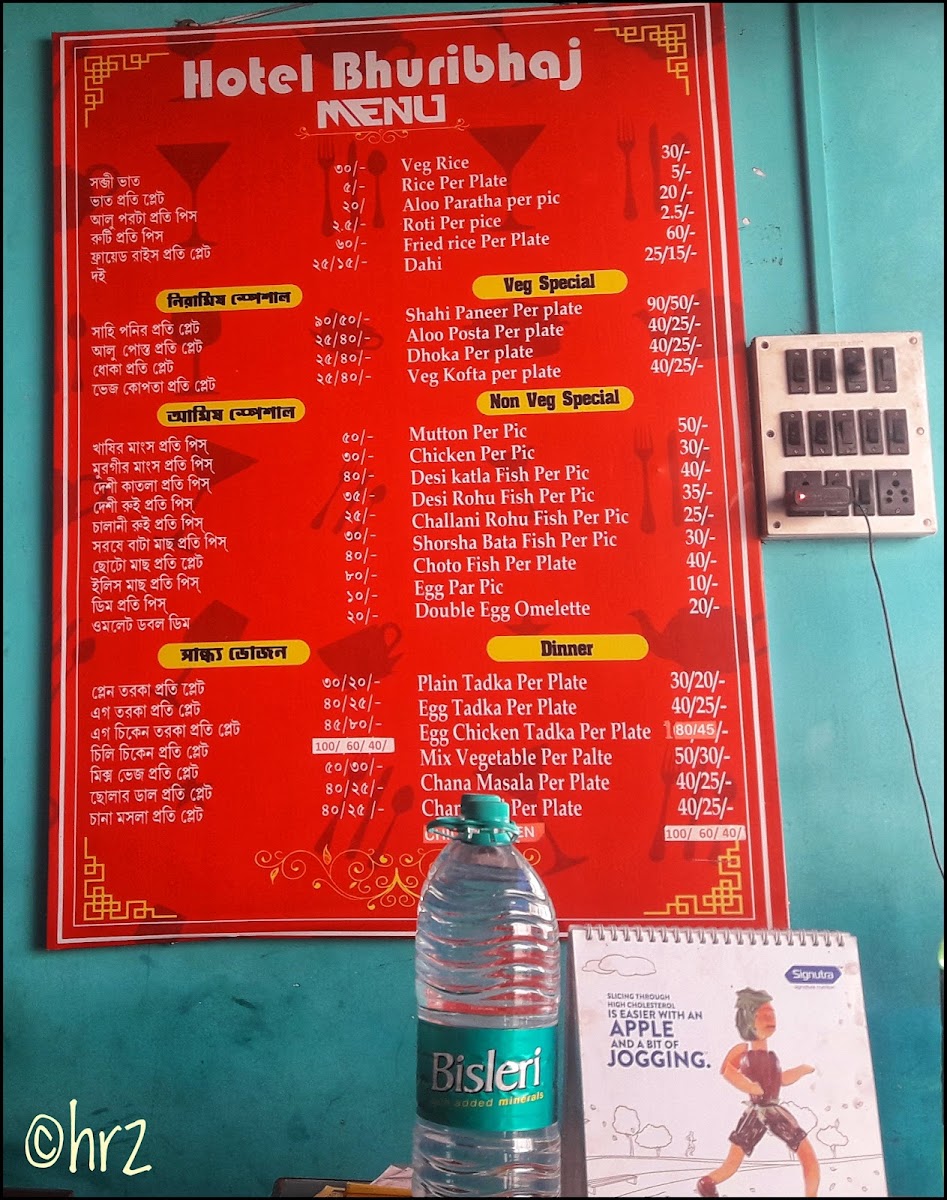 Hotel Bhuribhaj
MENU
সব্জী ভাত ৩০/-
ভাত প্রতি প্লেট ৫/-
আলু পরটা প্রতি পিস ২০/
রুটি প্রতি পিস ২.৫/-
ফ্রায়েড রাইস প্রতি প্লেট ৬০/-
দই ২৫/১৫/-
নিরামিষ স্পেশাল
সাহি পনির প্রতি প্লেট ৯০/৫০/-
আলু পোস্ত প্রতি প্লেট ২৫/৪০/-
ধোকা প্রতি প্লেট ২৫/৪০/-
ভেজ কোপতা প্রতি প্লেট ২৫/৪০/-
আমিষ স্পেশাল
খাষির মাংস প্রতি পিস্ ৫০/-
মুরগীর মাংস প্রতি পিস্ ৩০/-
দেশী কাতলা প্রতি পিস্ ৪০/-
দেশী রুই প্রতি পিস্ ৩৫/-
চালানী রুই প্রতি পিস্ ২৫/-
সরষে বাটা মাছ প্রতি পিস্ ৩০/-
ছোটো মাছ প্রতি প্লেট ৪০/-
ইলিস মাছ প্রতি পিস্ ৮০/-
ডিম প্রতি পিস্ ১০/-
ওমলেট ডবল ডিম ২০/-
সান্ধ্য ভোজন
প্লেন তরকা প্রতি প্লেট ৩০/২০/-
এগ তরকা প্রতি প্লেট ৪০/২৫/-
এগ চিকেন তরকা প্রতি প্লেট ৪৫/৮০/-
চিলি চিকেন প্রতি প্লেট 100/ 60/ 40/
মিক্স ভেজ প্রতি প্লেট ৫০/৩০/-
ছোলার ডাল প্রতি প্লেট ৪০/২৫/-
চানা মসলা প্রতি প্লেট ৪০/২৫ /-
Veg Rice 30/-
Rice Per Plate 5/-
Aloo Paratha per pic 20 /-
Roti Per pice 2.5/-
Fried rice Per Plate 60/-
Dahi 25/15/-
Veg Special
Shahi Paneer Per plate 90/50/-
Aloo Posta Per plate 40/25/-
Dhoka Per plate 40/25/-
Veg Kofta per plate 40/25/-
Non Veg Special
Mutton Per Pic 50/-
Chicken Per Pic 30/-
Desi katla Fish Per Pic 40/-
Desi Rohu Fish Per Pic 35/-
Challani Rohu Fish Per Pic 25/-
Shorsha Bata Fish Per Pic 30/-
Choto Fish Per Plate 40/-
Egg Par Pic 10/-
Double Egg Omelette 20/-
Dinner
Plain Tadka Per Plate 30/20/-
Egg Tadka Per Plate 40/25/-
Egg Chicken Tadka Per Plate 80/45/-
Mix Vegetable Per Palte 50/30/-
Chana Masala Per Plate 40/25/-
Per Plate 40/25/-
100/ 60/ 40/
Bisleri
added minerals
Signutra
SLICING THROUGH
HIGH CHOLESTEROL
IS EASIER WITH AN
APPLE
AND A BIT OF
JOGGING.
©hrz